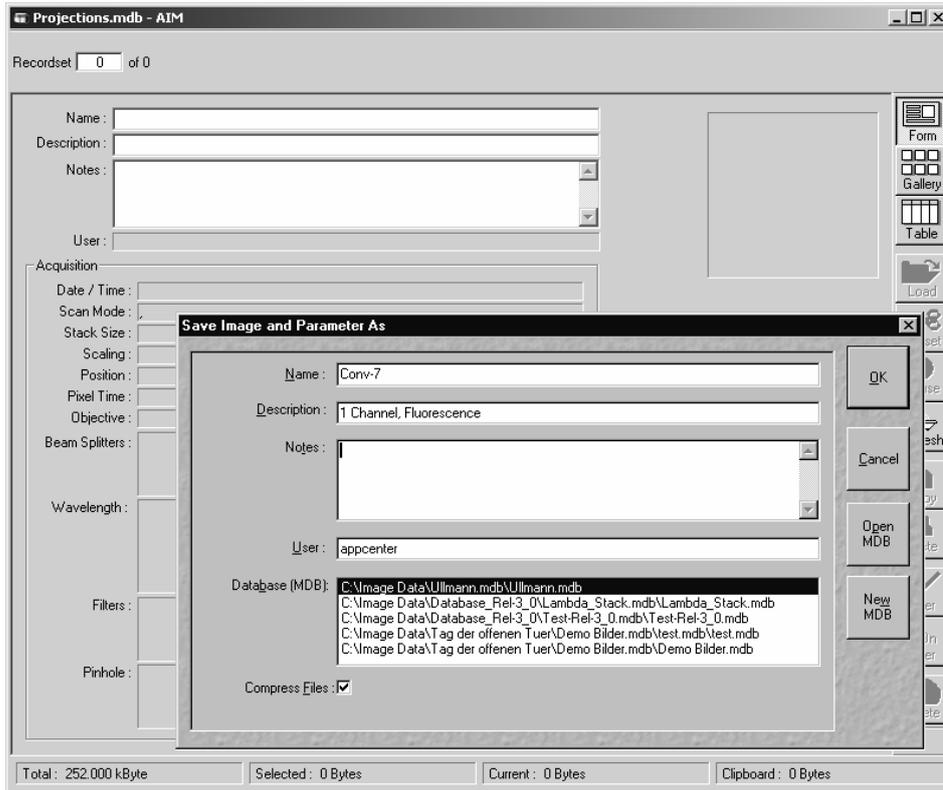 Projections.mdb - AIM
Recordset 0 of 0
Name :
Description :
Notes :
User :
Acquisition
Date / Time :
Scan Mode : ,
Stack Size :
Scaling :
Position :
Pixel Time :
Objective :
Beam Splitters :
Wavelength :
Filters :
Pinhole :
Form
Gallery
Table
Load
Save Image and Parameter As
Name : Conv-7
Description : 1 Channel, Fluorescence
Notes :
User : appcenter
Database (MDB):
C:\Image Data\Ullmann.mdb\Ullmann.mdb
C:\Image Data\Database_Rel-3_0\Lambda_Stack.mdb\Lambda_Stack.mdb
C:\Image Data\Database_Rel-3_0\Test-Rel-3_0.mdb\Test-Rel-3_0.mdb
C:\Image Data\Tag der offenen Tuer\Demo Bilder.mdb\test.mdb\test.mdb
C:\Image Data\Tag der offenen Tuer\Demo Bilder.mdb\Demo Bilder.mdb
Compress Files :
OK
Cancel
Open
MDB
New
MDB
Total : 252.000 kByte
Selected : 0 Bytes
Current : 0 Bytes
Clipboard : 0 Bytes